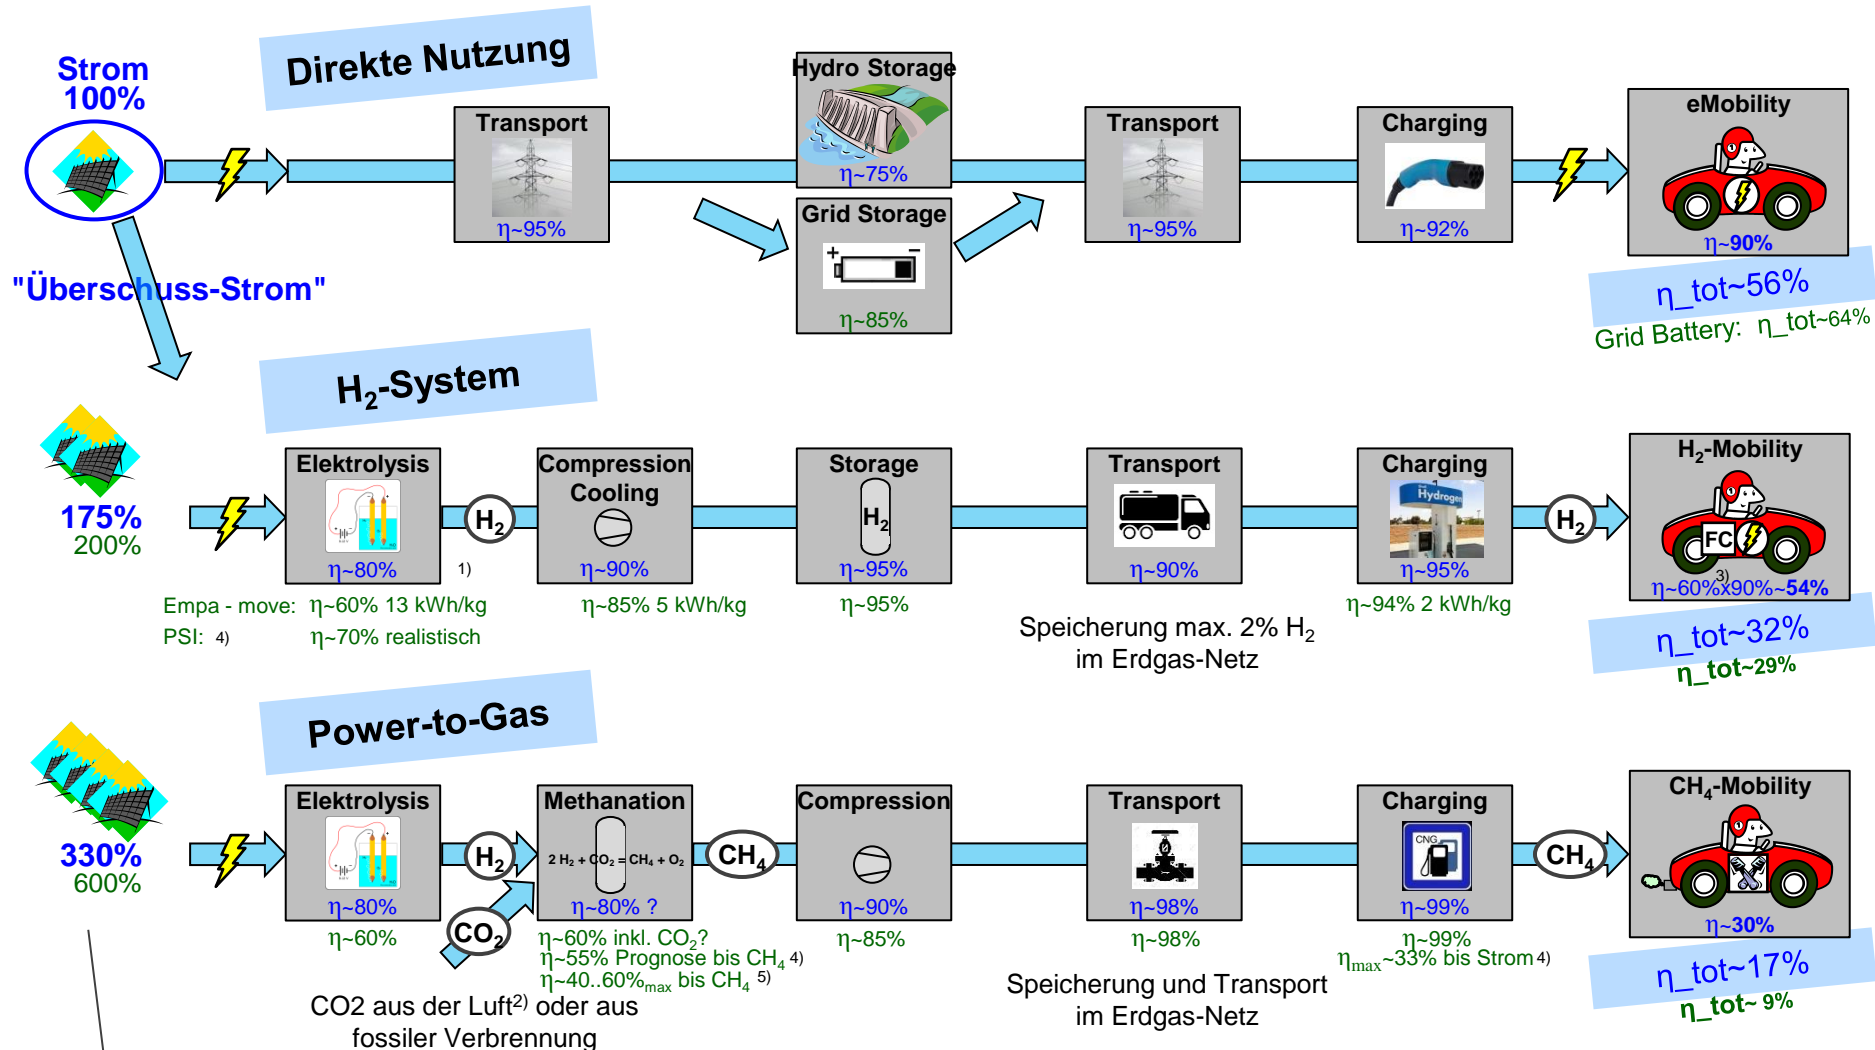 Direkte Nutzung
Strom
100%
Transport
η~95%
Hydro Storage
η~75%
Grid Storage
+ −
η~85%
Transport
η~95%
Charging
η~92%
eMobility
1
η~90%
η_tot~56%
Grid Battery: η_tot~64%
"Überschuss-Strom"
H₂-System
175%
200%
Elektrolysis
η~80%
1)
H₂
Compression
Cooling
η~90%
Storage
H₂
η~95%
Transport
η~90%
Charging
Hydrogen
η~95%
H₂
H₂-Mobility
1
FC
3)
η~60%x90%~54%
Empa - move: η~60% 13 kWh/kg
η~85% 5 kWh/kg
η~95%
η~94% 2 kWh/kg
PSI: 4) η~70% realistisch
Speicherung max. 2% H₂
im Erdgas-Netz
η_tot~32%
η_tot~29%
Power-to-Gas
330%
600%
Elektrolysis
η~80%
H₂
CO₂
Methanation
2 H₂ + CO₂ = CH₄ + O₂
η~80% ?
CH₄
Compression
η~90%
Transport
η~98%
Charging
CNG
η~99%
CH₄
CH₄-Mobility
1
η~30%
η~60%
η~60% inkl. CO₂?
η~55% Prognose bis CH₄ 4)
η~40..60%max bis CH₄ 5)
η~85%
η~98%
η~99%
ηmax~33% bis Strom 4)
CO2 aus der Luft²⁾ oder aus
fossiler Verbrennung
Speicherung und Transport
im Erdgas-Netz
η_tot~17%
η_tot~ 9%